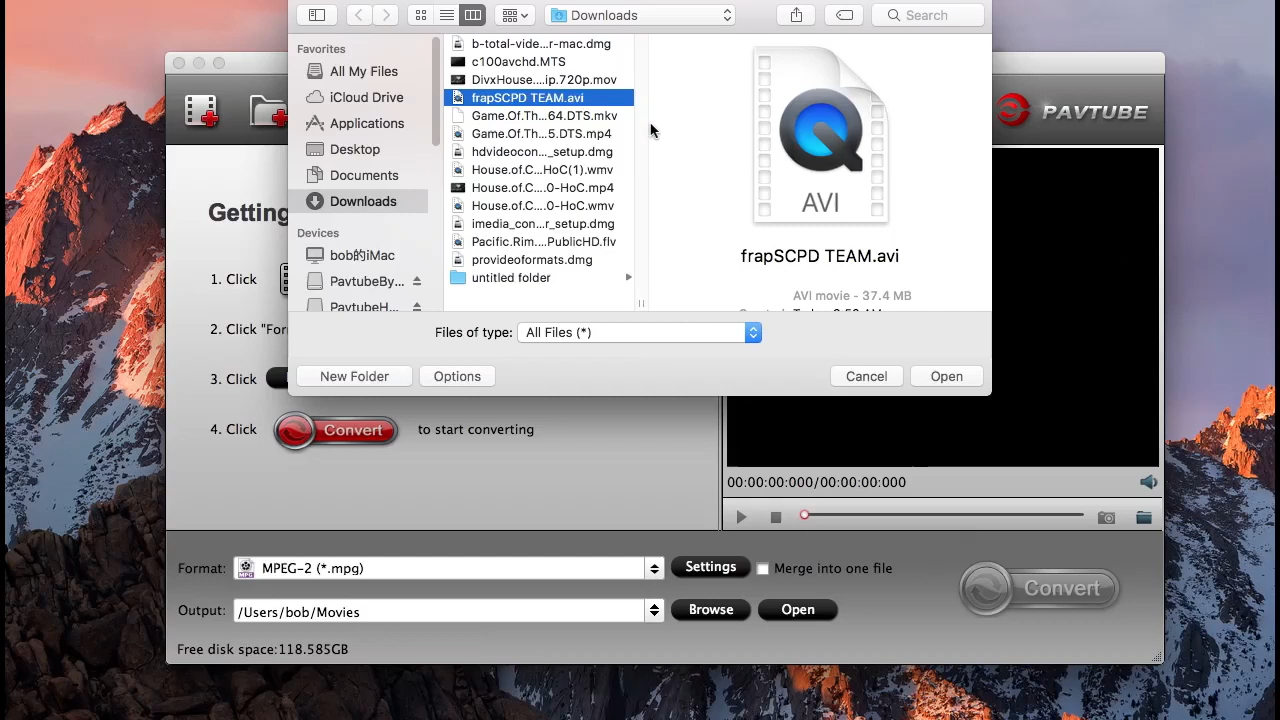 Downloads
Search
Favorites
All My Files
iCloud Drive
Applications
Desktop
Documents
Downloads
Devices
bob的iMac
PavtubeBy...
PavtubeH...
b-total-vide...r-mac.dmg
c100avchd.MTS
DivxHouse....ip.720p.mov
frapSCPD TEAM.avi
Game.Of.Th...64.DTS.mkv
Game.Of.Th...5.DTS.mp4
hdvideocon..._setup.dmg
House.of.C...HoC(1).wmv
House.of.C....0-HoC.mp4
House.of.C....0-HoC.wmv
imedia_con...r_setup.dmg
Pacific.Rim....PublicHD.flv
provideoformats.dmg
untitled folder
AVI
frapSCPD TEAM.avi
AVI movie - 37.4 MB
Files of type: All Files (*)
New Folder
Options
Cancel
Open
PAVTUBE
Getting
1. Click
2. Click "For
3. Click
4. Click Convert to start converting
00:00:00:000/00:00:00:000
Format: MPEG-2 (*.mpg)
Settings
Merge into one file
Output: /Users/bob/Movies
Browse
Open
Convert
Free disk space:118.585GB